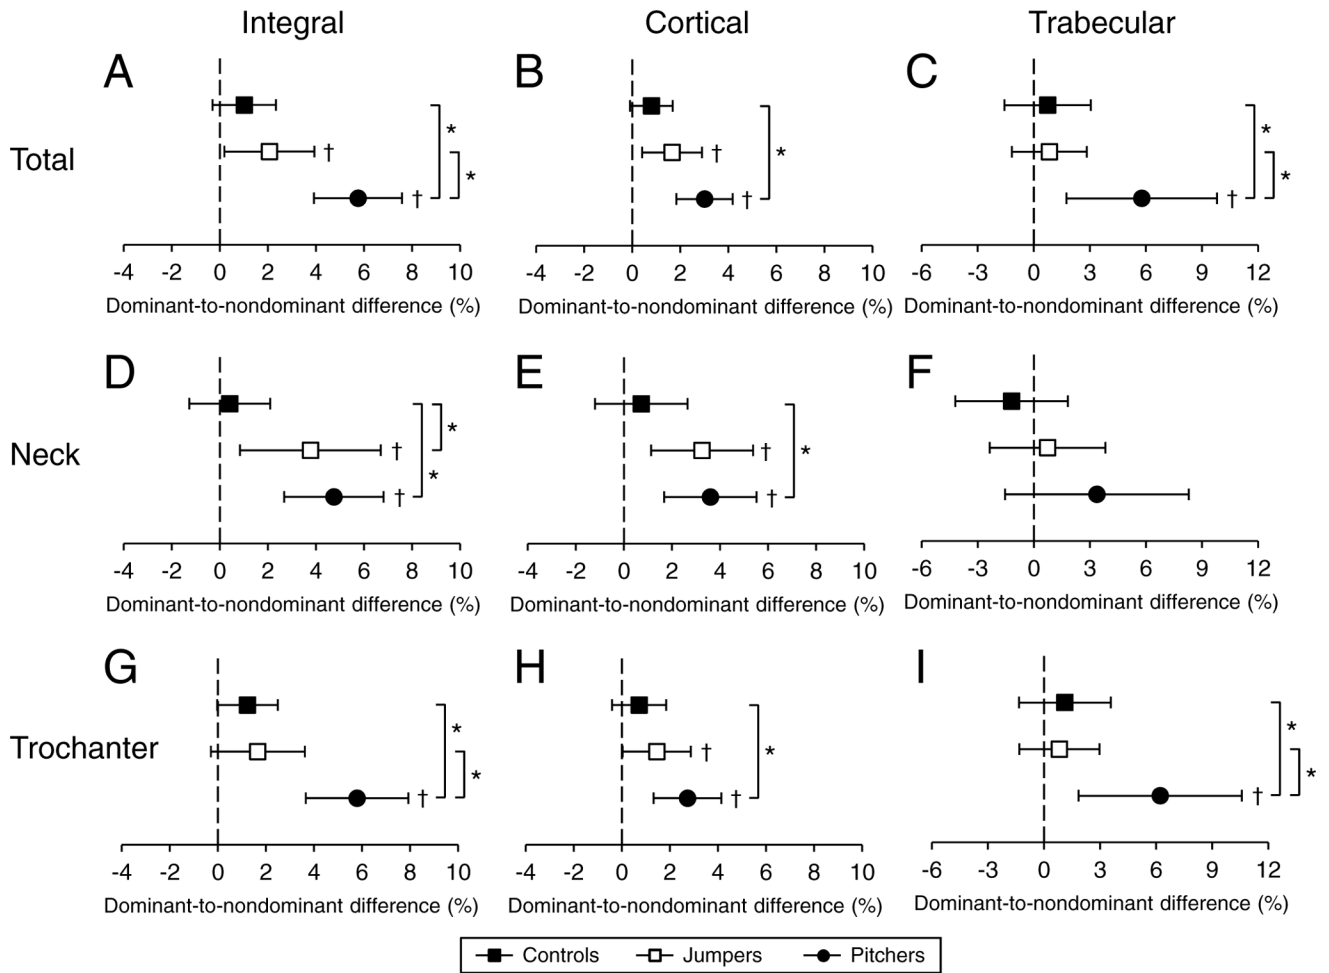 Integral Cortical Trabecular
A B C
Total
* * *
† † *
* † † † *
-4 -2 0 2 4 6 8 10 -4 -2 0 2 4 6 8 10 -6 -3 0 3 6 9 12
Dominant-to-nondominant difference (%) Dominant-to-nondominant difference (%) Dominant-to-nondominant difference (%)
D E F
Neck
* † † *
* † †
-4 -2 0 2 4 6 8 10 -4 -2 0 2 4 6 8 10 -6 -3 0 3 6 9 12
Dominant-to-nondominant difference (%) Dominant-to-nondominant difference (%) Dominant-to-nondominant difference (%)
G H I
Trochanter
* † * *
* *
† † †
-4 -2 0 2 4 6 8 10 -4 -2 0 2 4 6 8 10 -6 -3 0 3 6 9 12
Dominant-to-nondominant difference (%) Dominant-to-nondominant difference (%) Dominant-to-nondominant difference (%)
Controls Jumpers Pitchers